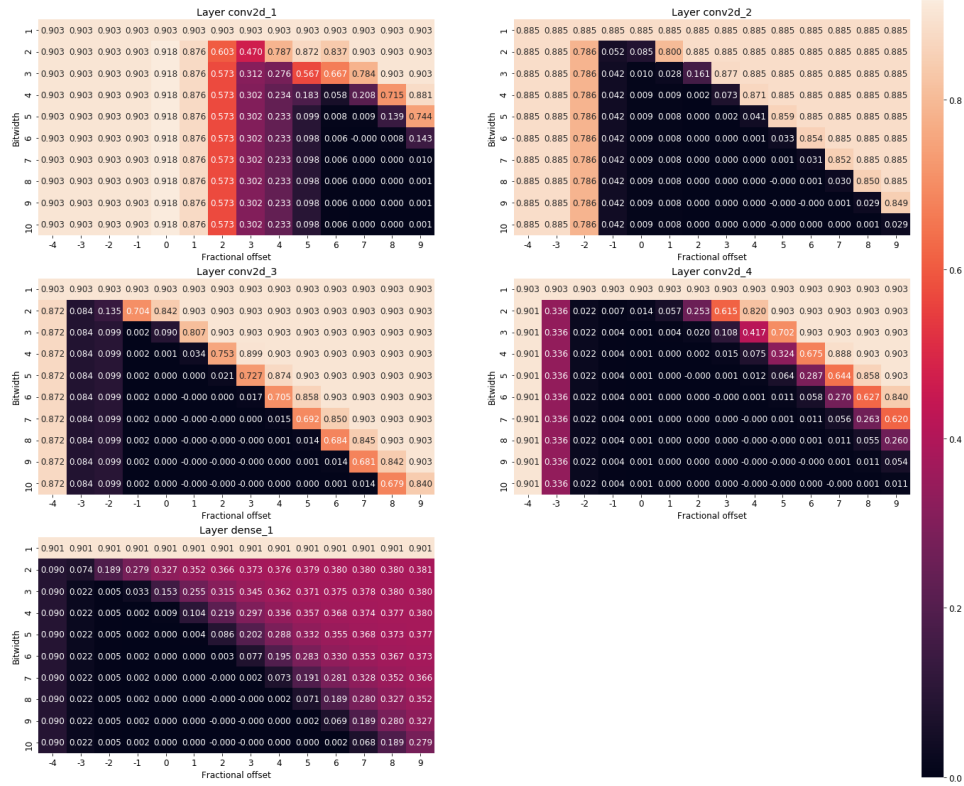 Layer conv2d_1
1 0.903 0.903 0.903 0.903 0.903 0.903 0.903 0.903 0.903 0.903 0.903 0.903 0.903 0.903
2 0.903 0.903 0.903 0.903 0.918 0.876 0.603 0.470 0.787 0.872 0.837 0.903 0.903 0.903
3 0.903 0.903 0.903 0.903 0.918 0.876 0.573 0.312 0.276 0.567 0.667 0.784 0.903 0.903
4 0.903 0.903 0.903 0.903 0.918 0.876 0.573 0.302 0.234 0.183 0.058 0.208 0.715 0.881
5 0.903 0.903 0.903 0.903 0.918 0.876 0.573 0.302 0.233 0.099 0.008 0.009 0.139 0.744
6 0.903 0.903 0.903 0.903 0.918 0.876 0.573 0.302 0.233 0.098 0.006 -0.000 0.008 0.143
7 0.903 0.903 0.903 0.903 0.918 0.876 0.573 0.302 0.233 0.098 0.006 0.000 0.000 0.010
8 0.903 0.903 0.903 0.903 0.918 0.876 0.573 0.302 0.233 0.098 0.006 0.000 0.000 0.001
9 0.903 0.903 0.903 0.903 0.918 0.876 0.573 0.302 0.233 0.098 0.006 0.000 0.000 0.001
10 0.903 0.903 0.903 0.903 0.918 0.876 0.573 0.302 0.233 0.098 0.006 0.000 0.000 0.001
Bitwidth
-4 -3 -2 -1 0 1 2 3 4 5 6 7 8 9
Fractional offset
Layer conv2d_2
1 0.885 0.885 0.885 0.885 0.885 0.885 0.885 0.885 0.885 0.885 0.885 0.885 0.885 0.885
2 0.885 0.885 0.786 0.052 0.085 0.800 0.885 0.885 0.885 0.885 0.885 0.885 0.885 0.885
3 0.885 0.885 0.786 0.042 0.010 0.028 0.161 0.877 0.885 0.885 0.885 0.885 0.885 0.885
4 0.885 0.885 0.786 0.042 0.009 0.009 0.002 0.073 0.871 0.885 0.885 0.885 0.885 0.885
5 0.885 0.885 0.786 0.042 0.009 0.008 0.004 0.002 0.041 0.859 0.885 0.885 0.885 0.885
6 0.885 0.885 0.786 0.042 0.009 0.008 0.000 0.000 0.001 0.033 0.854 0.885 0.885 0.885
7 0.885 0.885 0.786 0.042 0.009 0.008 0.000 0.000 0.000 0.001 0.031 0.852 0.885 0.885
8 0.885 0.885 0.786 0.042 0.009 0.008 0.000 0.000 0.000 -0.000 0.001 0.030 0.850 0.885
9 0.885 0.885 0.786 0.042 0.009 0.008 0.000 0.000 0.000 -0.000 -0.000 0.001 0.029 0.849
10 0.885 0.885 0.786 0.042 0.009 0.008 0.000 0.000 0.000 0.000 0.000 0.000 0.001 0.029
Bitwidth
-4 -3 -2 -1 0 1 2 3 4 5 6 7 8 9
Fractional offset
Layer conv2d_3
1 0.903 0.903 0.903 0.903 0.903 0.903 0.903 0.903 0.903 0.903 0.903 0.903 0.903 0.903
2 0.872 0.084 0.135 0.704 0.842 0.903 0.903 0.903 0.903 0.903 0.903 0.903 0.903 0.903
3 0.872 0.084 0.099 0.002 0.090 0.807 0.903 0.903 0.903 0.903 0.903 0.903 0.903 0.903
4 0.872 0.084 0.099 0.002 0.001 0.034 0.753 0.899 0.903 0.903 0.903 0.903 0.903 0.903
5 0.872 0.084 0.099 0.002 0.000 0.000 0.021 0.727 0.874 0.903 0.903 0.903 0.903 0.903
6 0.872 0.084 0.099 0.002 0.000 -0.000 0.000 0.017 0.705 0.858 0.903 0.903 0.903 0.903
7 0.872 0.084 0.099 0.002 0.000 -0.000 -0.000 0.000 0.015 0.692 0.850 0.903 0.903 0.903
8 0.872 0.084 0.099 0.002 0.000 0.000 -0.000 -0.000 0.001 0.014 0.684 0.845 0.903 0.903
9 0.872 0.084 0.099 0.002 0.000 -0.000 -0.000 -0.000 0.000 0.001 0.014 0.681 0.842 0.903
10 0.872 0.084 0.099 0.002 0.000 -0.000 0.000 -0.000 0.000 0.000 0.001 0.014 0.679 0.840
Bitwidth
-4 -3 -2 -1 0 1 2 3 4 5 6 7 8 9
Fractional offset
Layer conv2d_4
1 0.903 0.903 0.903 0.903 0.903 0.903 0.903 0.903 0.903 0.903 0.903 0.903 0.903 0.903
2 0.901 0.336 0.022 0.007 0.014 0.057 0.253 0.615 0.820 0.903 0.903 0.903 0.903 0.903
3 0.901 0.336 0.022 0.004 0.001 0.004 0.020 0.108 0.417 0.702 0.903 0.903 0.903 0.903
4 0.901 0.336 0.022 0.004 0.001 0.000 0.002 0.015 0.075 0.324 0.675 0.888 0.903 0.903
5 0.901 0.336 0.022 0.004 0.001 0.000 -0.000 0.001 0.012 0.064 0.287 0.644 0.858 0.903
6 0.901 0.336 0.022 0.004 0.001 0.000 0.000 -0.000 0.001 0.011 0.058 0.270 0.627 0.840
7 0.901 0.336 0.022 0.004 0.001 0.000 0.000 0.000 0.000 0.001 0.011 0.056 0.263 0.620
8 0.901 0.336 0.022 0.004 0.001 0.000 0.000 0.000 -0.000 -0.000 0.001 0.011 0.055 0.260
9 0.901 0.336 0.022 0.004 0.001 0.000 0.000 0.000 0.000 -0.000 -0.000 0.001 0.011 0.054
10 0.901 0.336 0.022 0.004 0.001 0.000 0.000 0.000 -0.000 0.000 0.000 -0.000 -0.000 0.011
Bitwidth
-4 -3 -2 -1 0 1 2 3 4 5 6 7 8 9
Fractional offset
Layer dense_1
1 0.901 0.901 0.901 0.901 0.901 0.901 0.901 0.901 0.901 0.901 0.901 0.901 0.901 0.901
2 0.090 0.074 0.189 0.279 0.327 0.352 0.366 0.373 0.376 0.379 0.380 0.380 0.380 0.381
3 0.090 0.022 0.005 0.033 0.153 0.255 0.315 0.345 0.362 0.371 0.375 0.378 0.380 0.380
4 0.090 0.022 0.005 0.002 0.009 0.104 0.219 0.297 0.336 0.357 0.368 0.374 0.377 0.380
5 0.090 0.022 0.005 0.002 0.000 0.004 0.086 0.202 0.288 0.332 0.355 0.368 0.373 0.377
6 0.090 0.022 0.005 0.002 0.000 0.000 0.003 0.077 0.195 0.283 0.330 0.353 0.367 0.373
7 0.090 0.022 0.005 0.002 0.000 0.000 -0.000 0.002 0.073 0.191 0.281 0.328 0.352 0.366
8 0.090 0.022 0.005 0.002 0.000 0.000 -0.000 -0.000 0.002 0.071 0.189 0.280 0.327 0.352
9 0.090 0.022 0.005 0.002 0.000 0.000 0.000 -0.000 0.000 0.002 0.069 0.189 0.280 0.327
10 0.090 0.022 0.005 0.002 0.000 0.000 -0.000 0.000 0.000 0.000 0.002 0.068 0.189 0.279
Bitwidth
-4 -3 -2 -1 0 1 2 3 4 5 6 7 8 9
Fractional offset
0.8
0.6
0.4
0.2
0.0